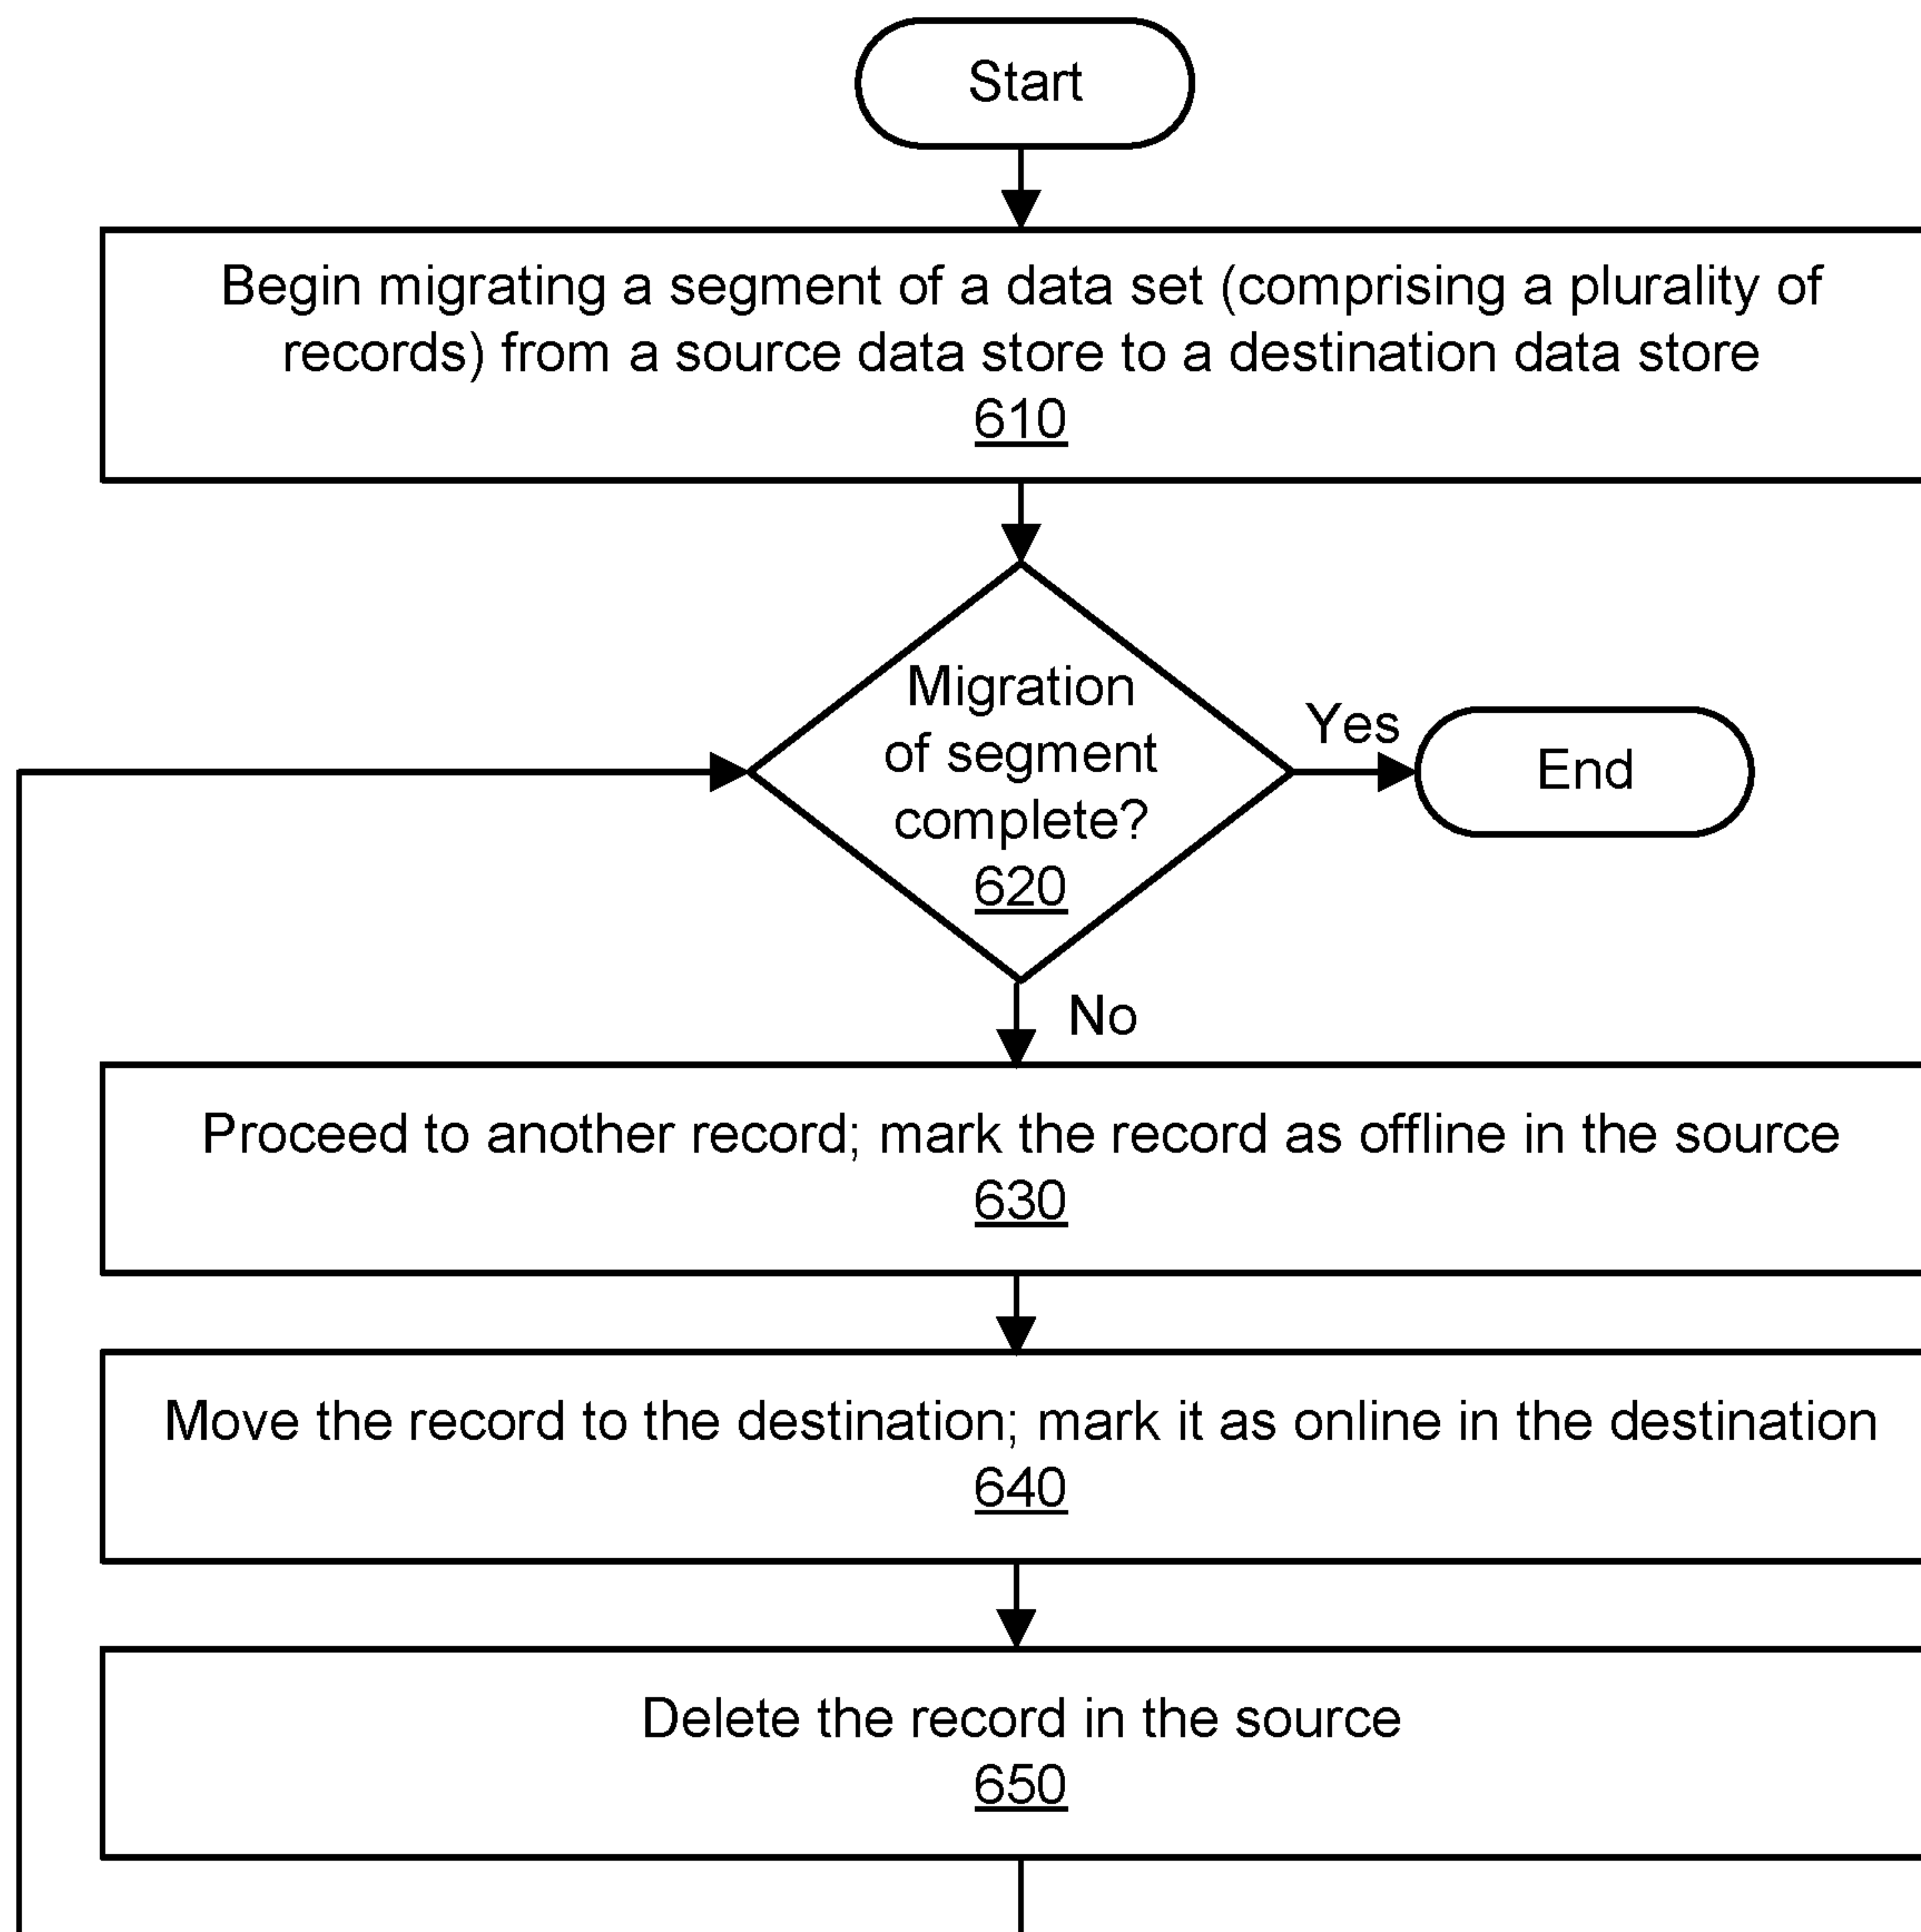 Start
Begin migrating a segment of a data set (comprising a plurality of
records) from a source data store to a destination data store
610
Migration
of segment
complete?
620
Yes
End
No
Proceed to another record; mark the record as offline in the source
630
Move the record to the destination; mark it as online in the destination
640
Delete the record in the source
650